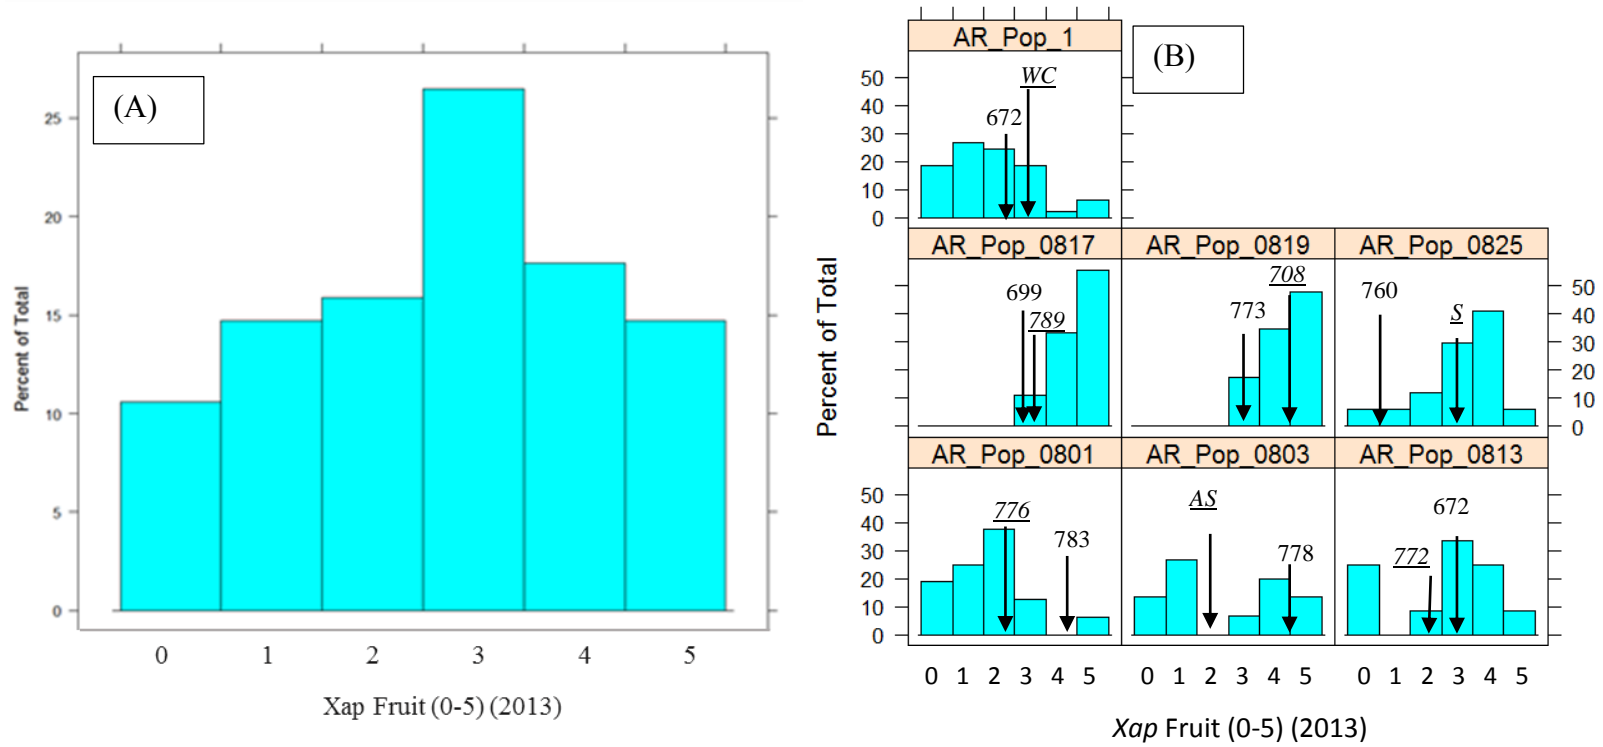 (A)
Percent of Total
25
20
15
10
5
0
0 1 2 3 4 5
Xap Fruit (0-5) (2013)
(B)
Percent of Total
AR_Pop_1
50
40
30
20
10
0
WC
672
AR_Pop_0817 AR_Pop_0819 AR_Pop_0825
699
789
708
773
760
S
50
40
30
20
10
0
AR_Pop_0801 AR_Pop_0803 AR_Pop_0813
50
40
30
20
10
0
776
783
AS
778
672
772
0 1 2 3 4 5 0 1 2 3 4 5 0 1 2 3 4 5
Xap Fruit (0-5) (2013)